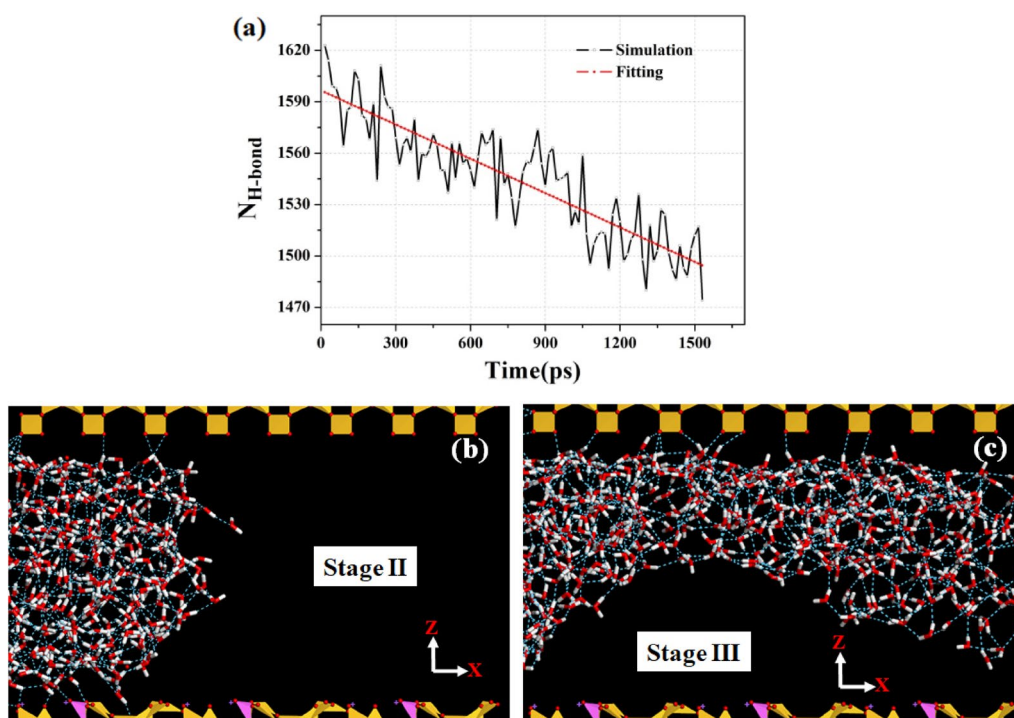 (a)
1620
1590
1560
1530
1500
1470
N_H-bond
Simulation
Fitting
0 300 600 900 1200 1500
Time(ps)
(b)
Stage II
Z
X
(c)
Stage III
Z
X